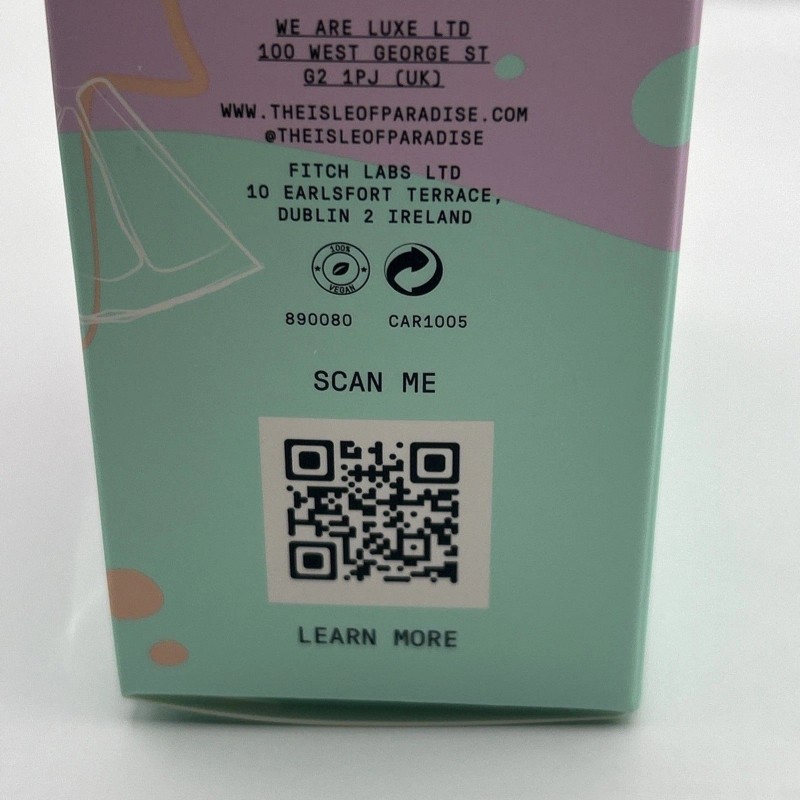 WE ARE LUXE LTD
100 WEST GEORGE ST
G2 1PJ (UK)
WWW.THEISLEOFPARADISE.COM
@THEISLEOFPARADISE
FITCH LABS LTD
10 EARLSFORT TERRACE,
DUBLIN 2 IRELAND
100%
VEGAN
890080 CAR1005
SCAN ME
LEARN MORE